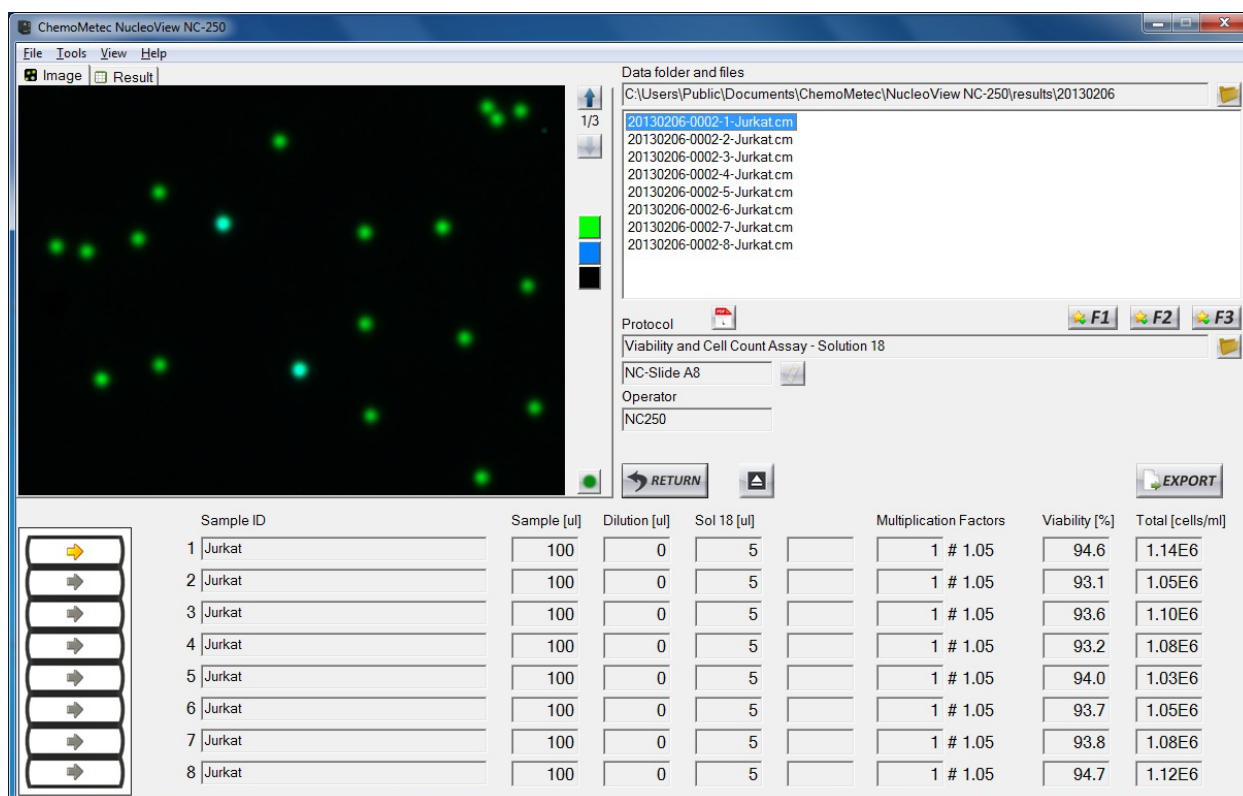 ChemoMetec NucleoView NC-250
File Tools View Help
Image Result
1/3
Data folder and files
C:\Users\Public\Documents\ChemoMetec\NucleoView NC-250\results\20130206
20130206-0002-1-Jurkat.cm
20130206-0002-2-Jurkat.cm
20130206-0002-3-Jurkat.cm
20130206-0002-4-Jurkat.cm
20130206-0002-5-Jurkat.cm
20130206-0002-6-Jurkat.cm
20130206-0002-7-Jurkat.cm
20130206-0002-8-Jurkat.cm
Protocol F1 F2 F3
Viability and Cell Count Assay - Solution 18
NC-Slide A8
Operator
NC250
RETURN EXPORT
Sample ID Sample [ul] Dilution [ul] Sol 18 [ul] Multiplication Factors Viability [%] Total [cells/ml]
1 Jurkat 100 0 5 1 # 1.05 94.6 1.14E6
2 Jurkat 100 0 5 1 # 1.05 93.1 1.05E6
3 Jurkat 100 0 5 1 # 1.05 93.6 1.10E6
4 Jurkat 100 0 5 1 # 1.05 93.2 1.08E6
5 Jurkat 100 0 5 1 # 1.05 94.0 1.03E6
6 Jurkat 100 0 5 1 # 1.05 93.7 1.05E6
7 Jurkat 100 0 5 1 # 1.05 93.8 1.08E6
8 Jurkat 100 0 5 1 # 1.05 94.7 1.12E6